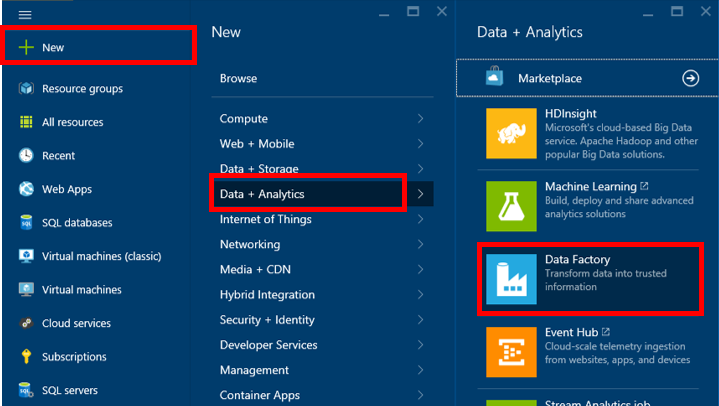 New
Resource groups
All resources
Recent
Web Apps
SQL databases
Virtual machines (classic)
Virtual machines
Cloud services
Subscriptions
SQL servers
New
Browse
Compute
Web + Mobile
Data + Storage
Data + Analytics
Internet of Things
Networking
Media + CDN
Hybrid Integration
Security + Identity
Developer Services
Management
Container Apps
Data + Analytics
Marketplace
HDInsight
Microsoft's cloud-based Big Data
service. Apache Hadoop and other
popular Big Data solutions.
Machine Learning
Build, deploy and share advanced
analytics solutions
Data Factory
Transform data into trusted
information
Event Hub
Cloud-scale telemetry ingestion
from websites, apps, and devices
Stream Analytics job